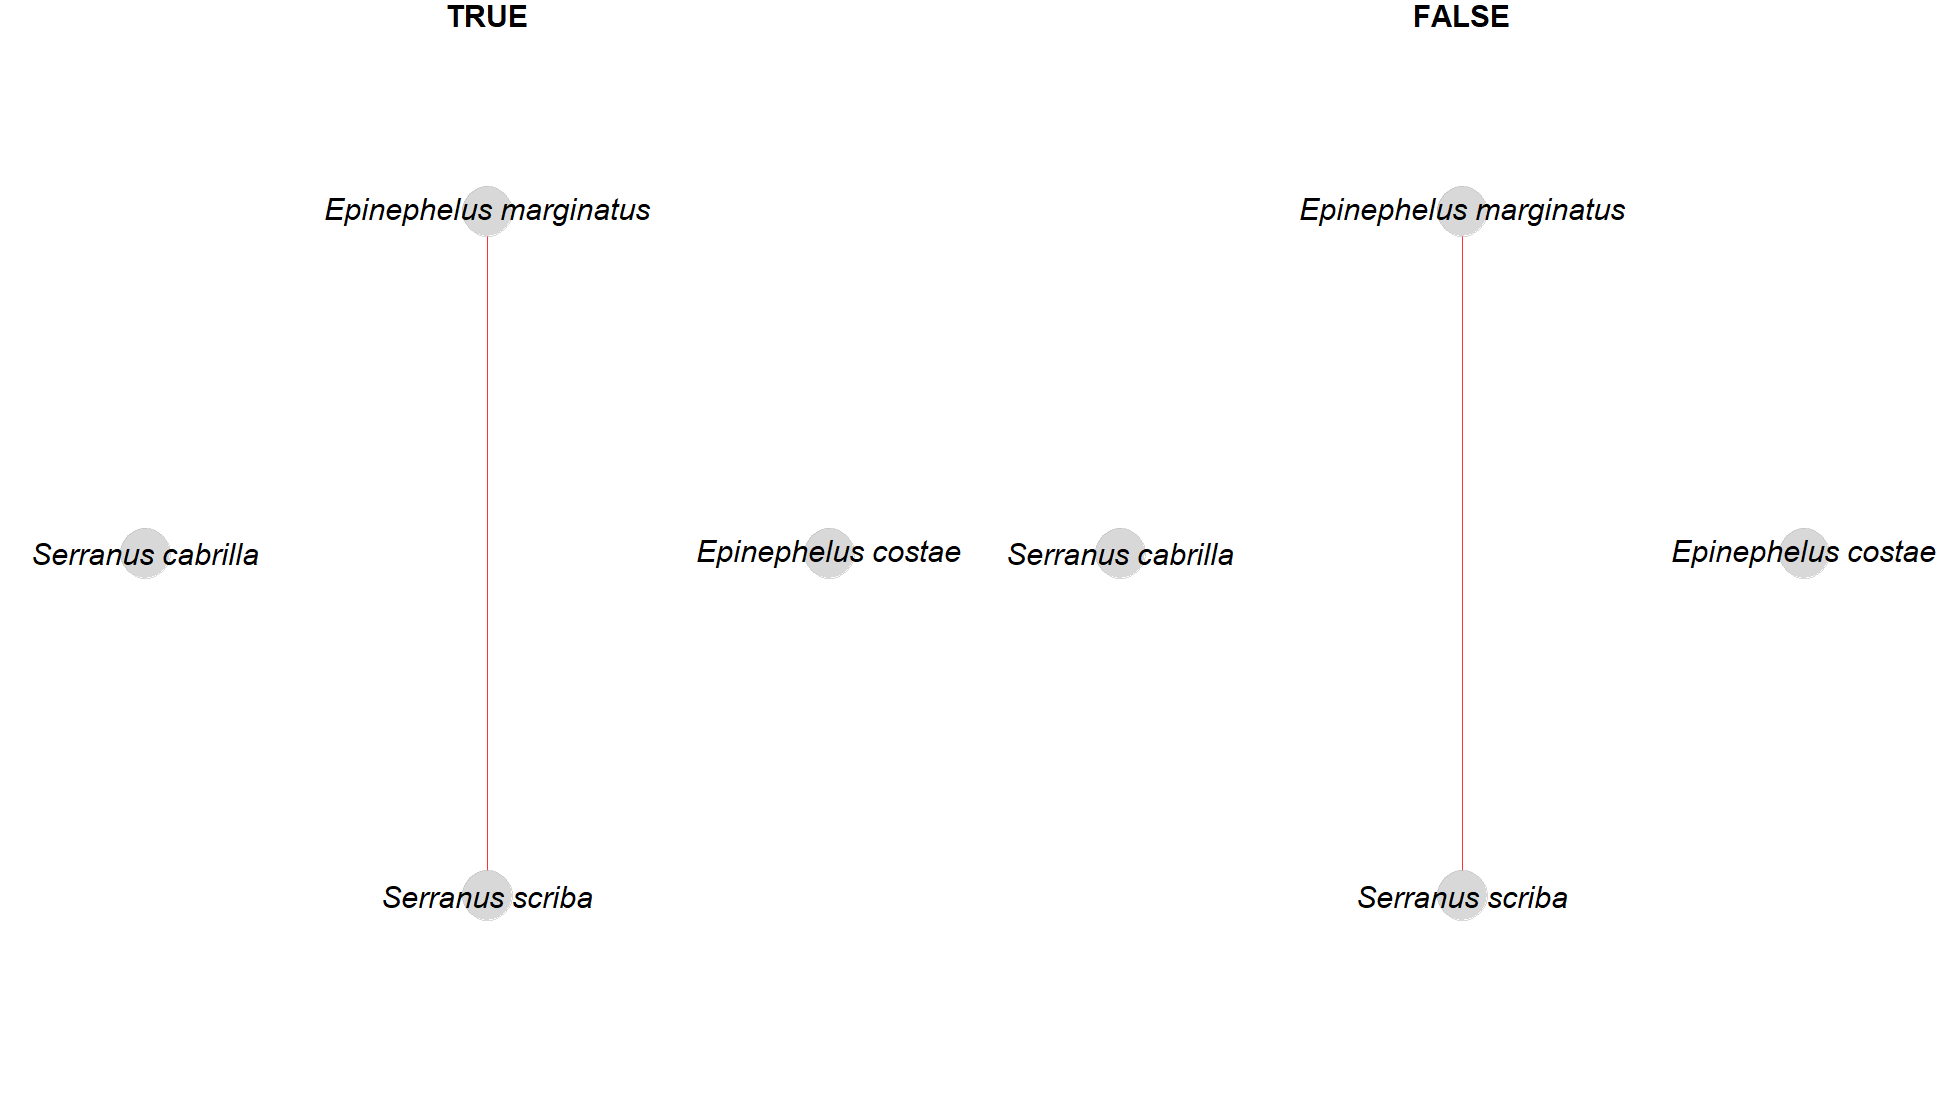 TRUE
FALSE
Epinephelus marginatus
Epinephelus marginatus
Serranus cabrilla
Epinephelus costae
Serranus cabrilla
Epinephelus costae
Serranus scriba
Serranus scriba